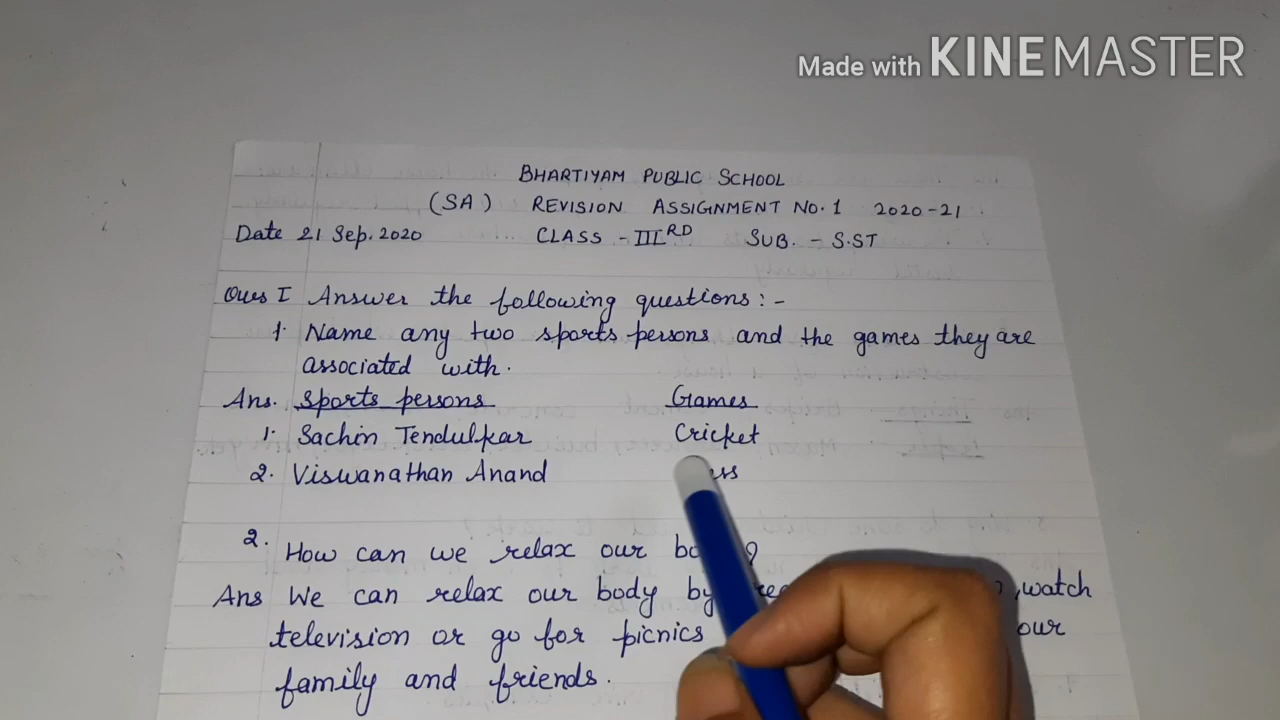 Made with KINEMASTER
BHARTIYAM PUBLIC SCHOOL
(SA) REVISION ASSIGNMENT NO. 1 2020-21
Date 21 Sep. 2020 CLASS - IIIRD SUB. - S.ST
Ques I Answer the following questions :-
1. Name any two sports persons and the games they are
associated with.
Ans. Sports persons Games
1. Sachin Tendulkar Cricket
2. Viswanathan Anand
2. How can we relax our
Ans We can relax our body by , watch
television or go for picnics our
family and friends.